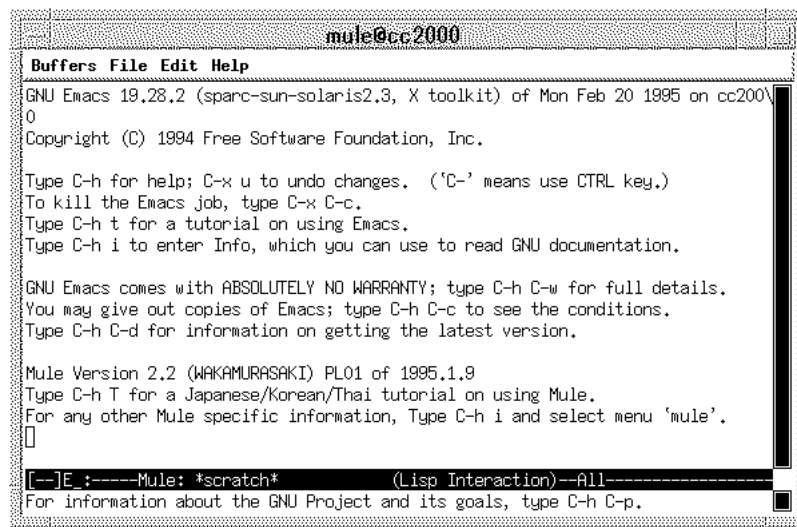 mule@cc2000
Buffers File Edit Help
GNU Emacs 19.28.2 (sparc-sun-solaris2.3, X toolkit) of Mon Feb 20 1995 on cc200\
0
Copyright (C) 1994 Free Software Foundation, Inc.
Type C-h for help; C-x u to undo changes.  (`C-' means use CTRL key.)
To kill the Emacs job, type C-x C-c.
Type C-h t for a tutorial on using Emacs.
Type C-h i to enter Info, which you can use to read GNU documentation.
GNU Emacs comes with ABSOLUTELY NO WARRANTY; type C-h C-w for full details.
You may give out copies of Emacs; type C-h C-c to see the conditions.
Type C-h C-d for information on getting the latest version.
Mule Version 2.2 (WAKAMURASAKI) PL01 of 1995.1.9
Type C-h T for a Japanese/Korean/Thai tutorial on using Mule.
For any other Mule specific information, Type C-h i and select menu `mule'.
[--]E_:-----Mule: *scratch*             (Lisp Interaction)--All------------------
For information about the GNU Project and its goals, type C-h C-p.